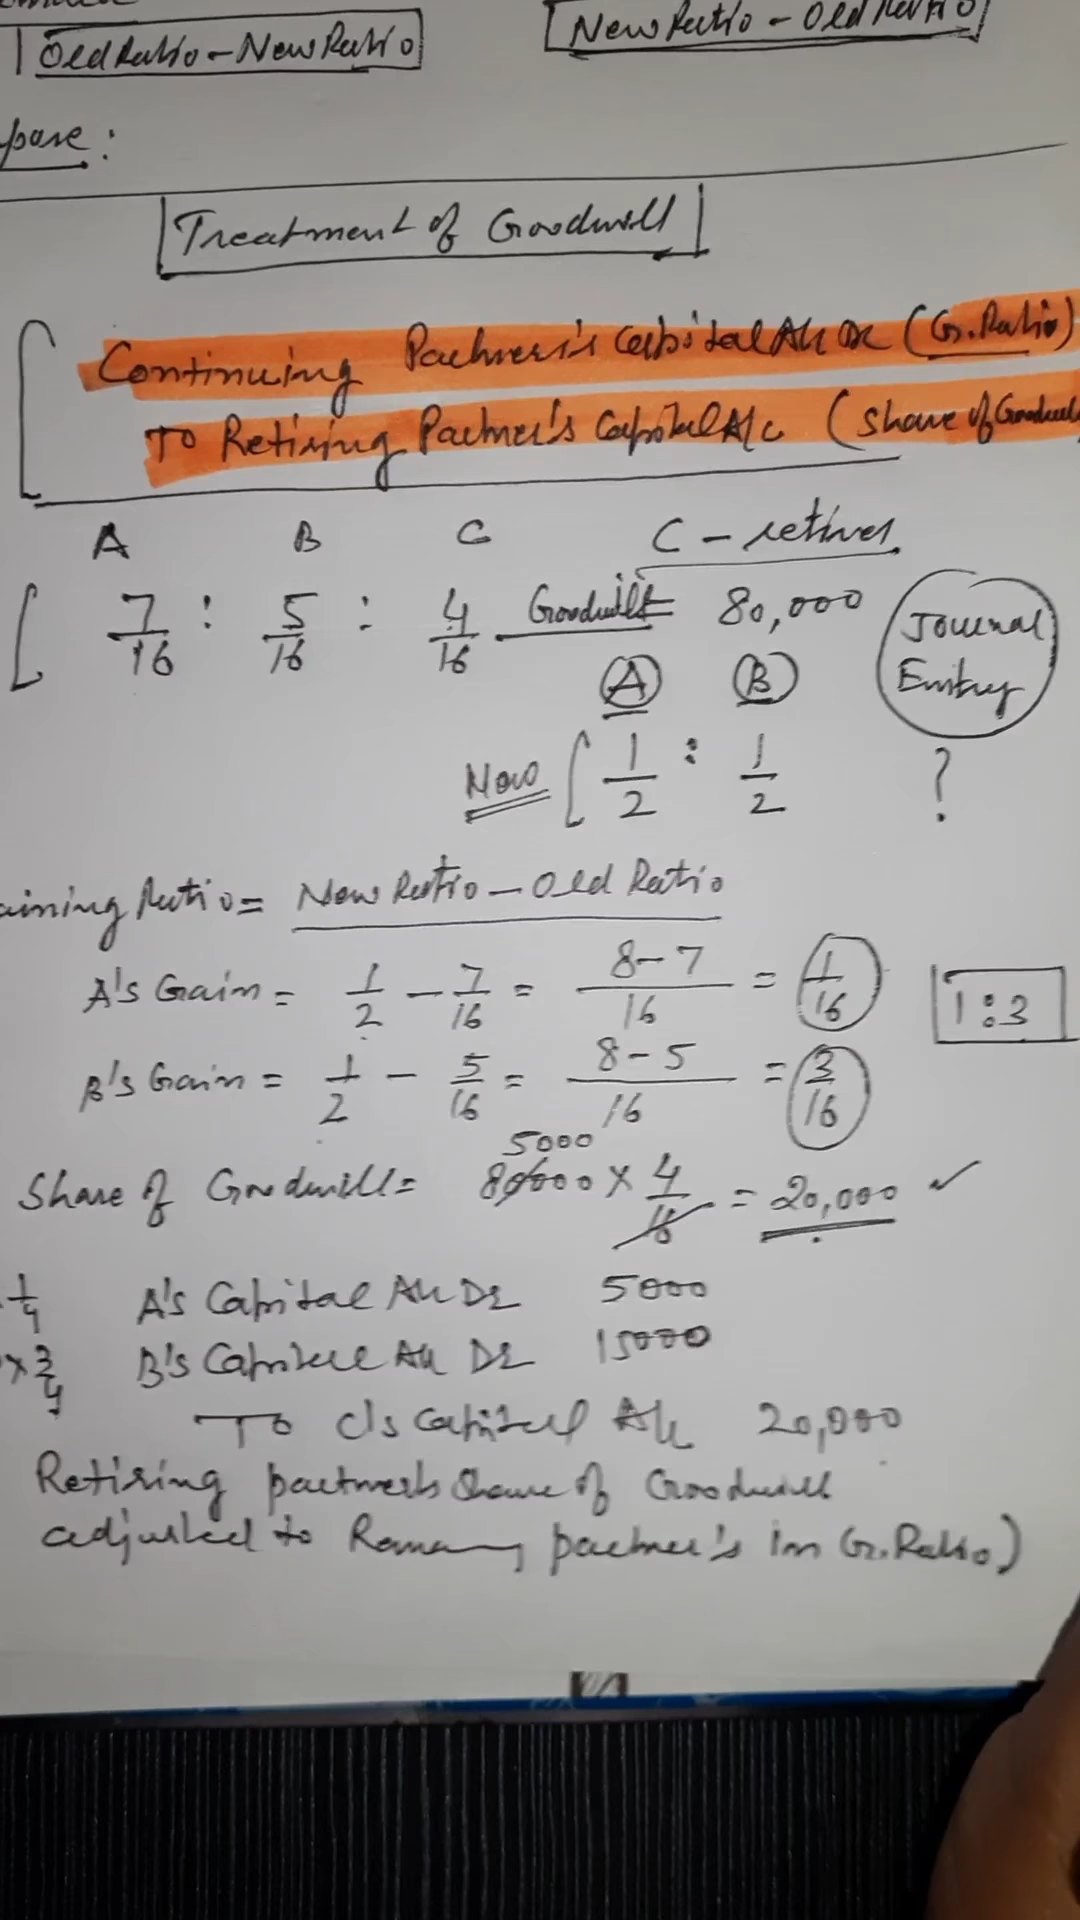 Old Ratio - New Ratio
New Ratio - Old Ratio
pose :
Treatment of Goodwill
Continuing Partner's Capital A/c Dr (Gr. Ratio)
To Retiring Partner's Capital A/c (Share of Goodwill
A B C C - retires
7/16 : 5/16 : 4/16 Goodwill = 80,000
Journal Entry ?
A B
New 1/2 : 1/2
aining Ratio = New Ratio - Old Ratio
A's Gain = 1/2 - 7/16 = 8-7/16 = 1/16
1:3
B's Gain = 1/2 - 5/16 = 8-5/16 = 3/16
5000
Share of Goodwill = 80000 × 4/16 = 20,000 ✓
1/4 A's Capital A/c Dr 5000
× 3/4 B's Capital A/c Dr 15000
To C's Capital A/c 20,000
Retiring partner's Share of Goodwill
adjusted to partner's in Gr. Ratio)